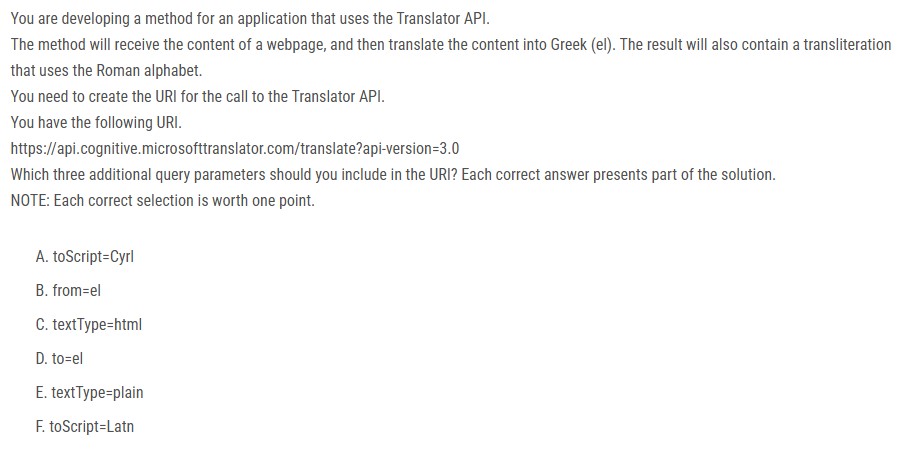 You are developing a method for an application that uses the Translator API.
The method will receive the content of a webpage, and then translate the content into Greek (el). The result will also contain a transliteration
that uses the Roman alphabet.
You need to create the URI for the call to the Translator API.
You have the following URI.
https://api.cognitive.microsofttranslator.com/translate?api-version=3.0
Which three additional query parameters should you include in the URI? Each correct answer presents part of the solution.
NOTE: Each correct selection is worth one point.
A. toScript=Cyrl
B. from=el
C. textType=html
D. to=el
E. textType=plain
F. toScript=Latn